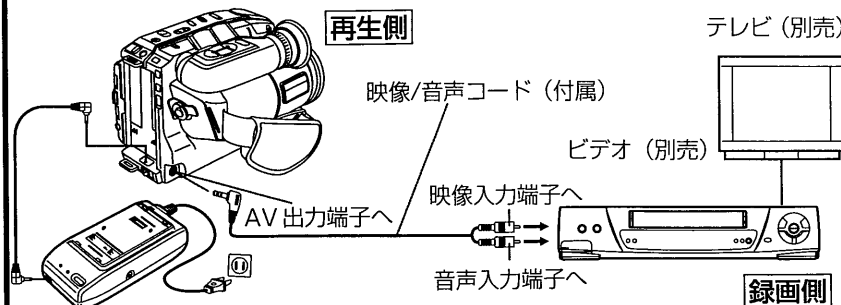 再生側
テレビ（別売）
映像/音声コード（付属）
ビデオ（別売）
AV出力端子へ
映像入力端子へ
音声入力端子へ
録画側